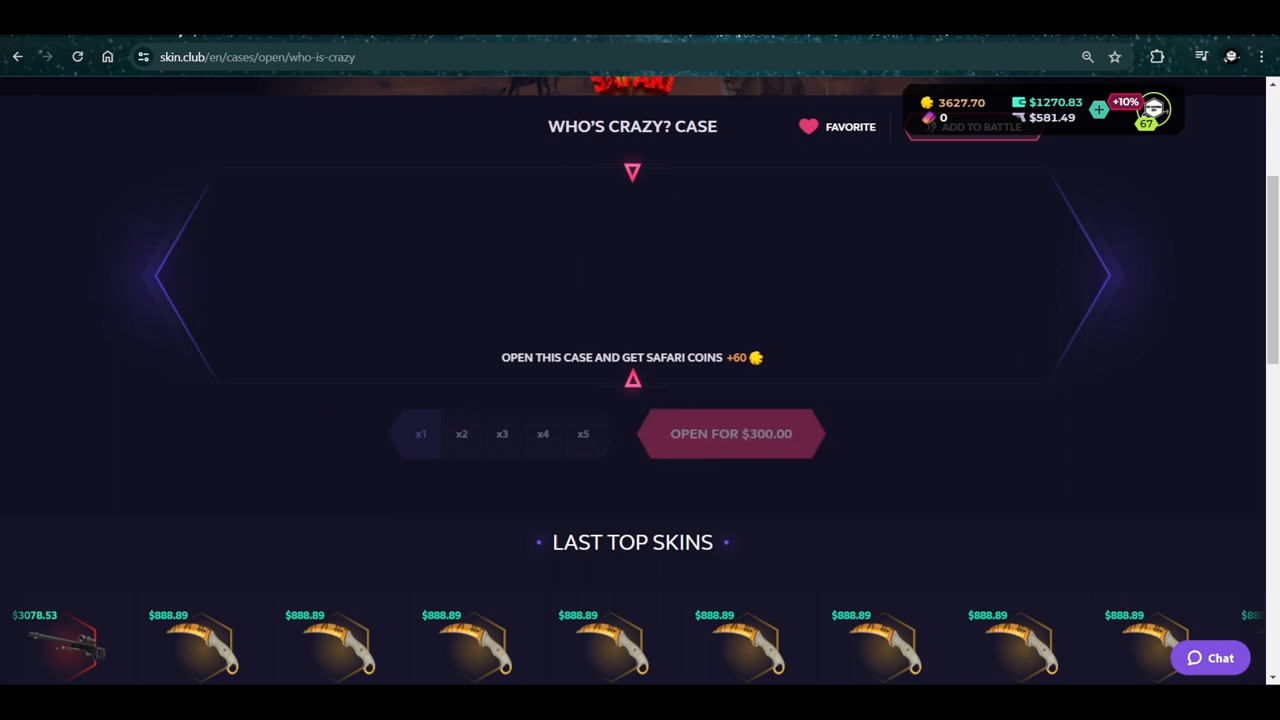 skin.club/en/cases/open/who-is-crazy
3627.70
$1270.83
+10%
0
$581.49
67
WHO'S CRAZY? CASE
FAVORITE
ADD TO BATTLE
OPEN THIS CASE AND GET SAFARI COINS +60
x1
x2
x3
x4
x5
OPEN FOR $300.00
LAST TOP SKINS
$3078.53
$888.89
$888.89
$888.89
$888.89
$888.89
$888.89
$888.89
$888.89
Chat